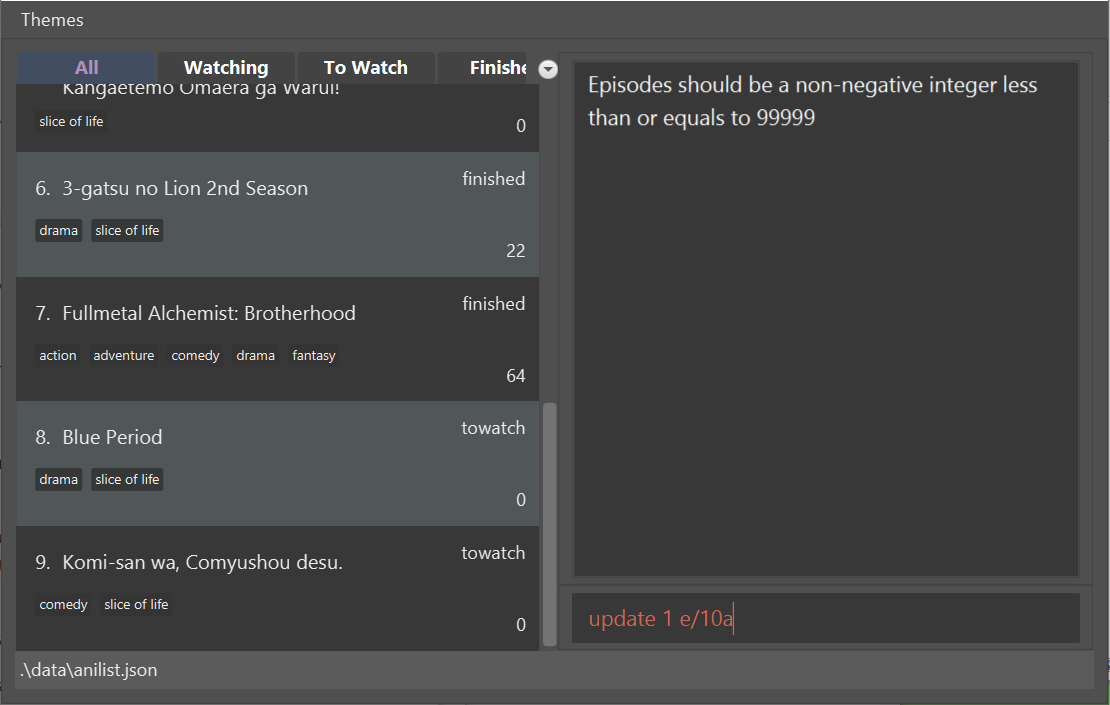 Themes
All Watching To Watch Finishe
Kangaetemo Omaera ga Warui!
slice of life
0
6. 3-gatsu no Lion 2nd Season
finished
drama slice of life
22
7. Fullmetal Alchemist: Brotherhood
finished
action adventure comedy drama fantasy
64
8. Blue Period
towatch
drama slice of life
0
9. Komi-san wa, Comyushou desu.
towatch
comedy slice of life
0
Episodes should be a non-negative integer less
than or equals to 99999
update 1 e/10a
.\data\anilist.json